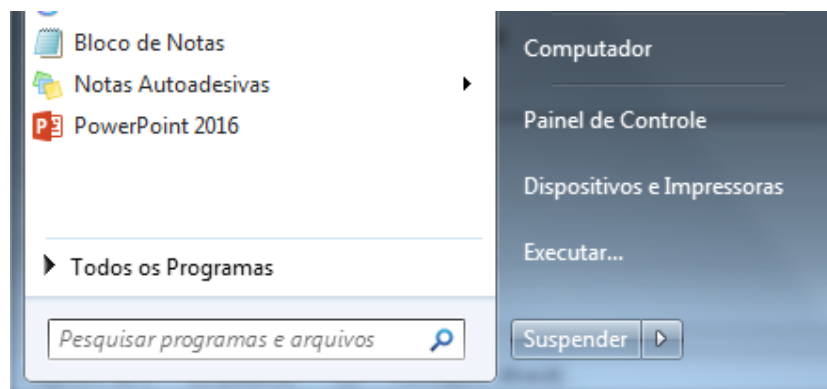 Bloco de Notas
Notas Autoadesivas
PowerPoint 2016
Todos os Programas
Pesquisar programas e arquivos
Computador
Painel de Controle
Dispositivos e Impressoras
Executar...
Suspender